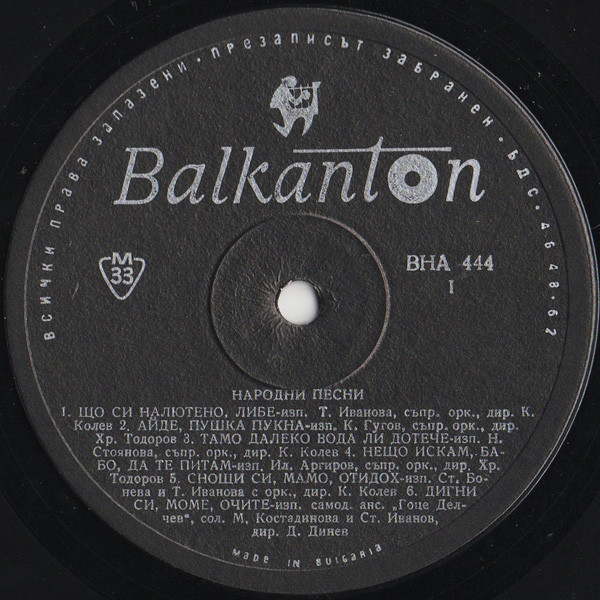 ВСИЧКИ ПРАВА ЗАПАЗЕНИ • ПРЕЗАПИСЪТ ЗАБРАНЕН • БДС • 4648-62
Balkanton
M
33
ВНА 444
I
НАРОДНИ ПЕСНИ
1. ЩО СИ НАЛЮТЕНО, ЛИБЕ-изп. Т. Иванова, съпр. орк., дир. К.
Колев 2. АЙДЕ, ПУШКА ПУКНА-изп. К. Гугов, съпр. орк., дир.
Хр. Тодоров 3. ТАМО ДАЛЕКО ВОДА ЛИ ДОТЕЧЕ-изп. Н.
Стоянова, съпр. орк., дир. К. Колев 4. НЕЩО ИСКАМ, БА-
БО, ДА ТЕ ПИТАМ-изп. Ил. Аргиров, съпр. орк., дир. Хр.
Тодоров 5. СНОЩИ СИ, МАМО, ОТИДОХ-изп. Ст. Бо-
нева и Т. Иванова с орк., дир. К. Колев 6. ДИГНИ
СИ, МОМЕ, ОЧИТЕ-изп. самод. анс. „Гоце Дел-
чев“, сол. М. Костадинова и Ст. Иванов,
дир. Д. Динев
MADE IN BULGARIA